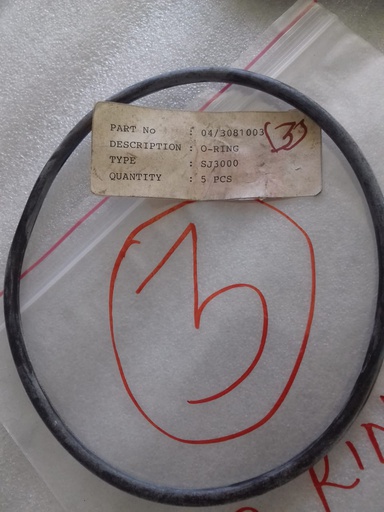 PART No : 04/3081003 (3)
DESCRIPTION : O-RING
TYPE : SJ3000
QUANTITY : 5 PCS
3